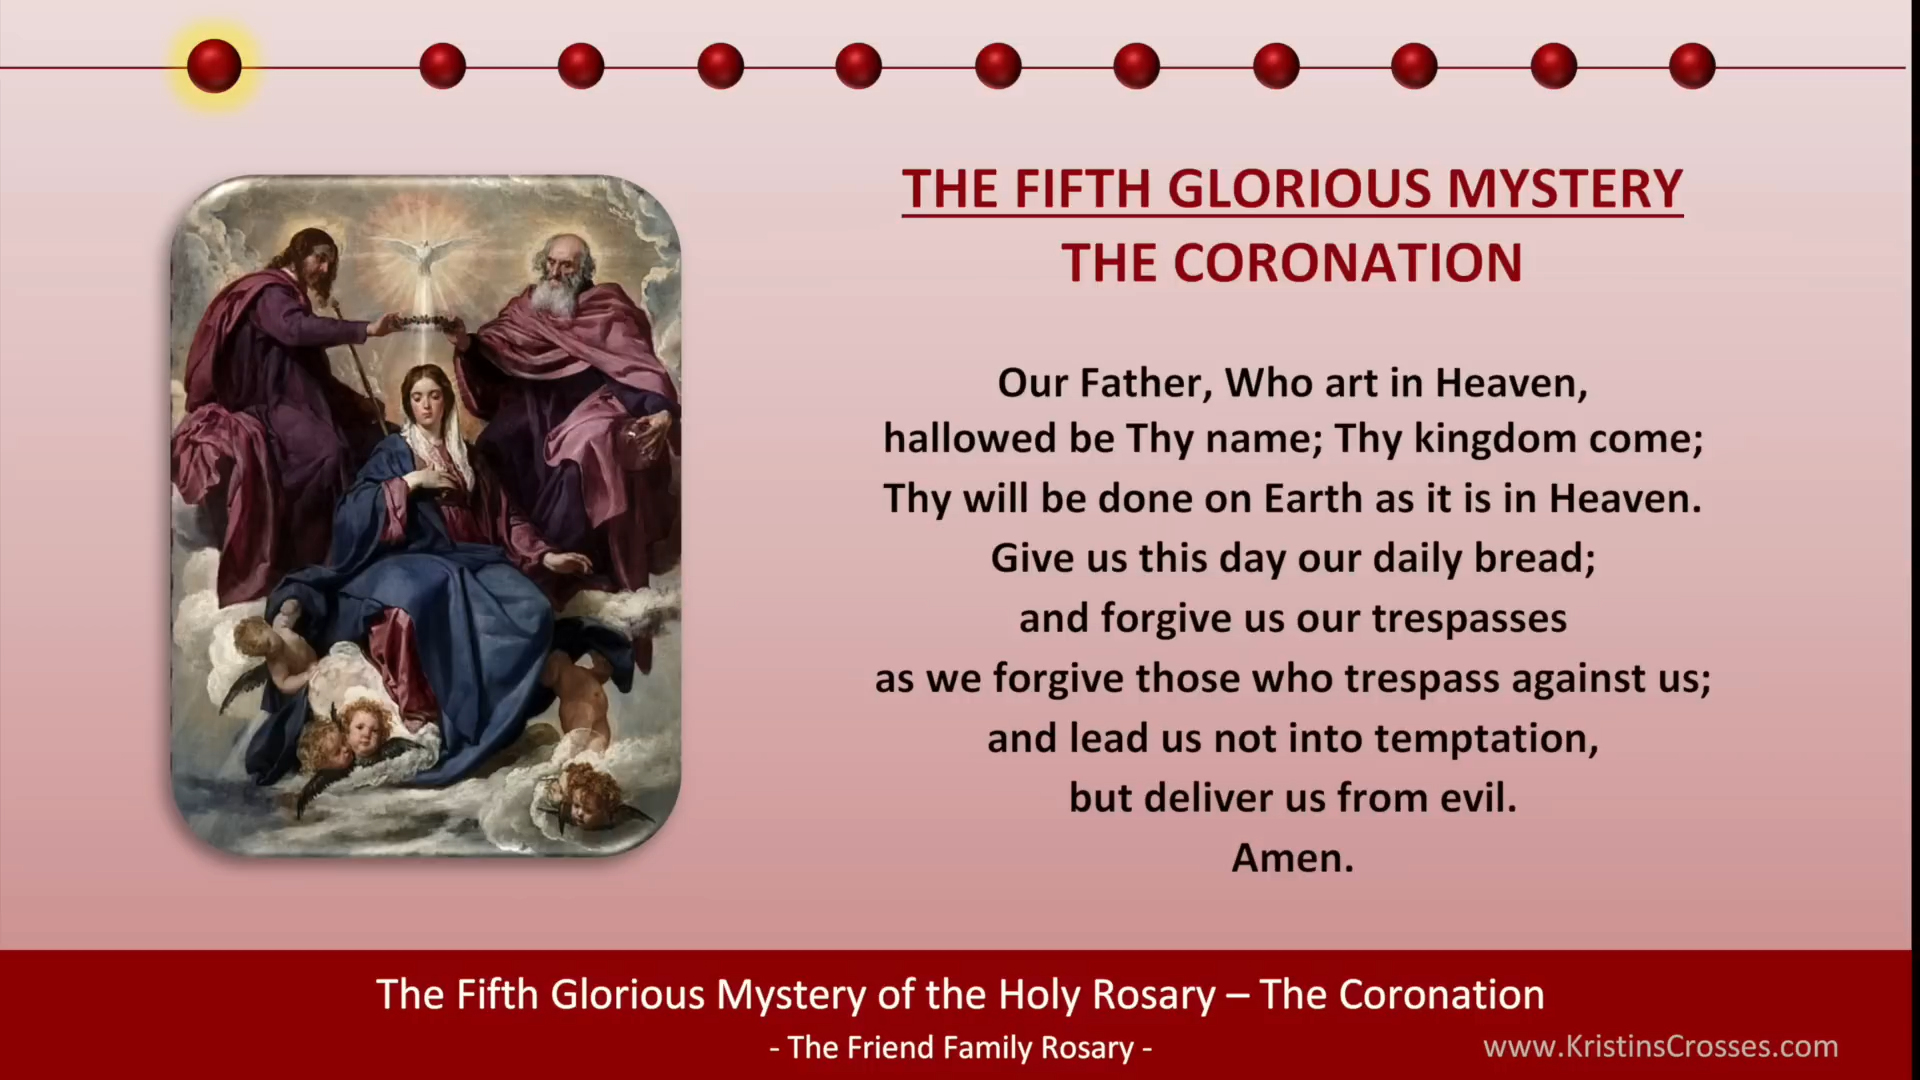 THE FIFTH GLORIOUS MYSTERY
THE CORONATION
Our Father, Who art in Heaven,
hallowed be Thy name; Thy kingdom come;
Thy will be done on Earth as it is in Heaven.
Give us this day our daily bread;
and forgive us our trespasses
as we forgive those who trespass against us;
and lead us not into temptation,
but deliver us from evil.
Amen.
The Fifth Glorious Mystery of the Holy Rosary – The Coronation
- The Friend Family Rosary -
www.KristinsCrosses.com